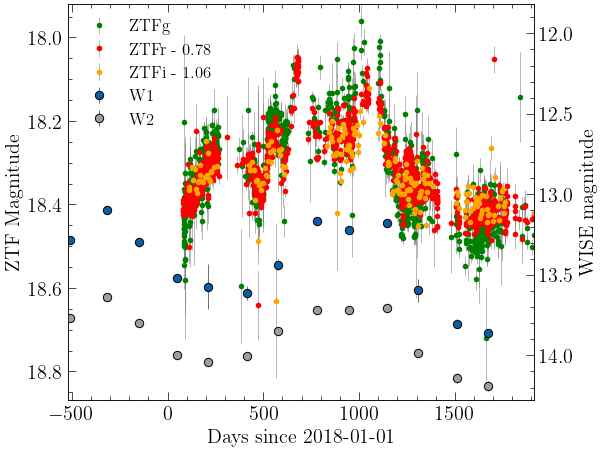 ZTFg
ZTFr - 0.78
ZTFi - 1.06
W1
W2
ZTF Magnitude
18.0
18.2
18.4
18.6
18.8
WISE magnitude
12.0
12.5
13.0
13.5
14.0
−500
0
500
1000
1500
Days since 2018-01-01